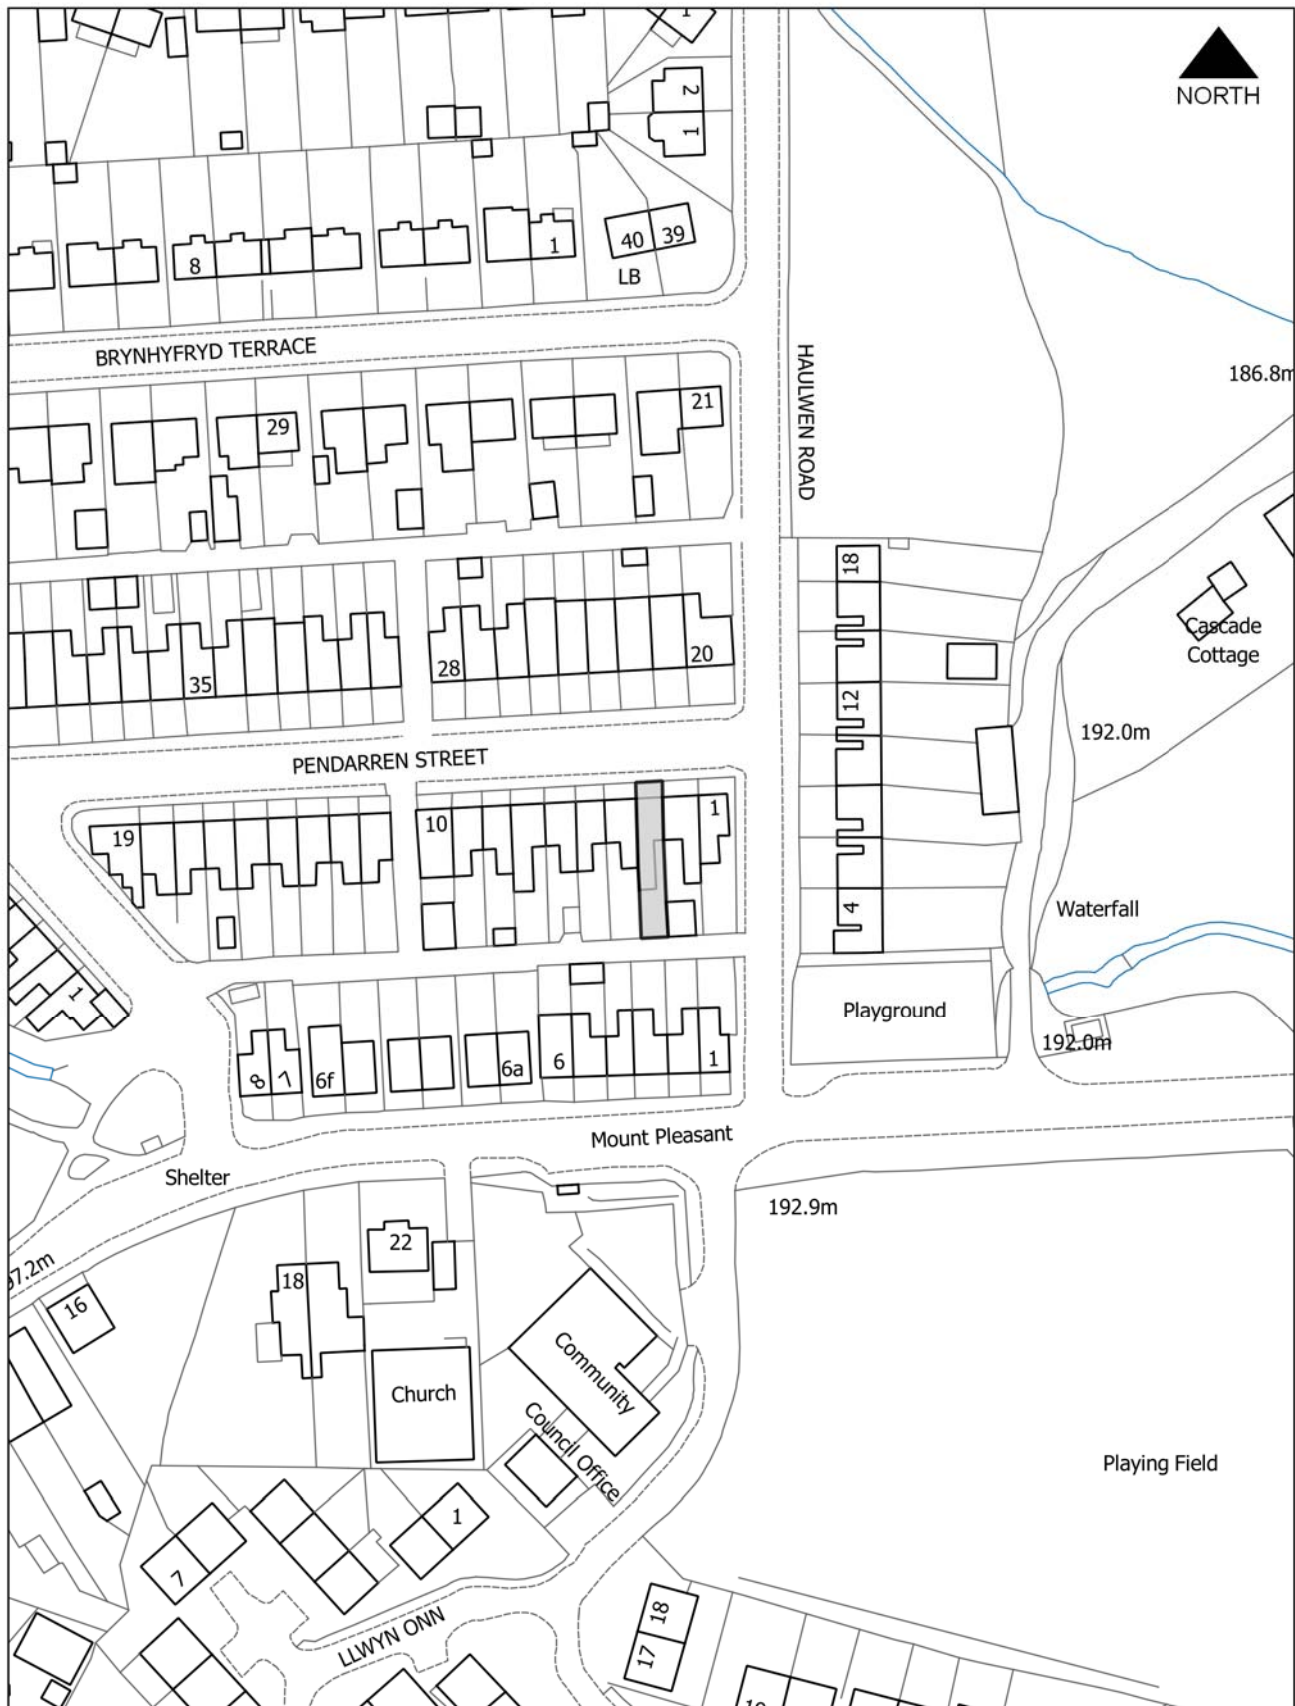 1
NORTH
2
1
8
1
40
39
LB
BRYNHYFRYD TERRACE
HAULWEN ROAD
186.8m
29
21
18
Cascade
Cottage
35
28
20
12
192.0m
PENDARREN STREET
19
10
1
4
Waterfall
1
Playground
192.0m
8
7
6f
6a
6
1
Mount Pleasant
Shelter
192.9m
22
18
16
Community
Church
Council Office
Playing Field
1
7
LLWYN ONN
18
17